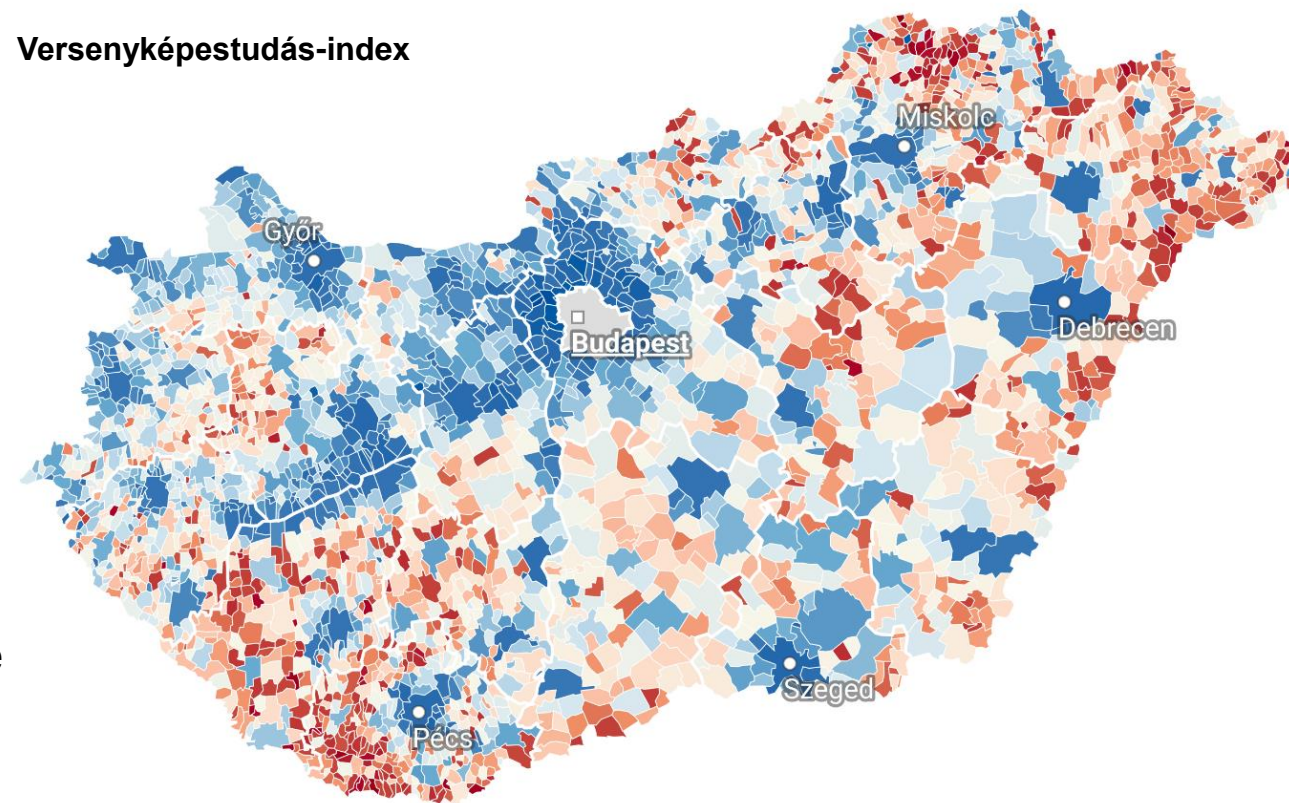 Versenyképestudás-index
Miskolc
Győr
Debrecen
Budapest
Szeged
Pécs